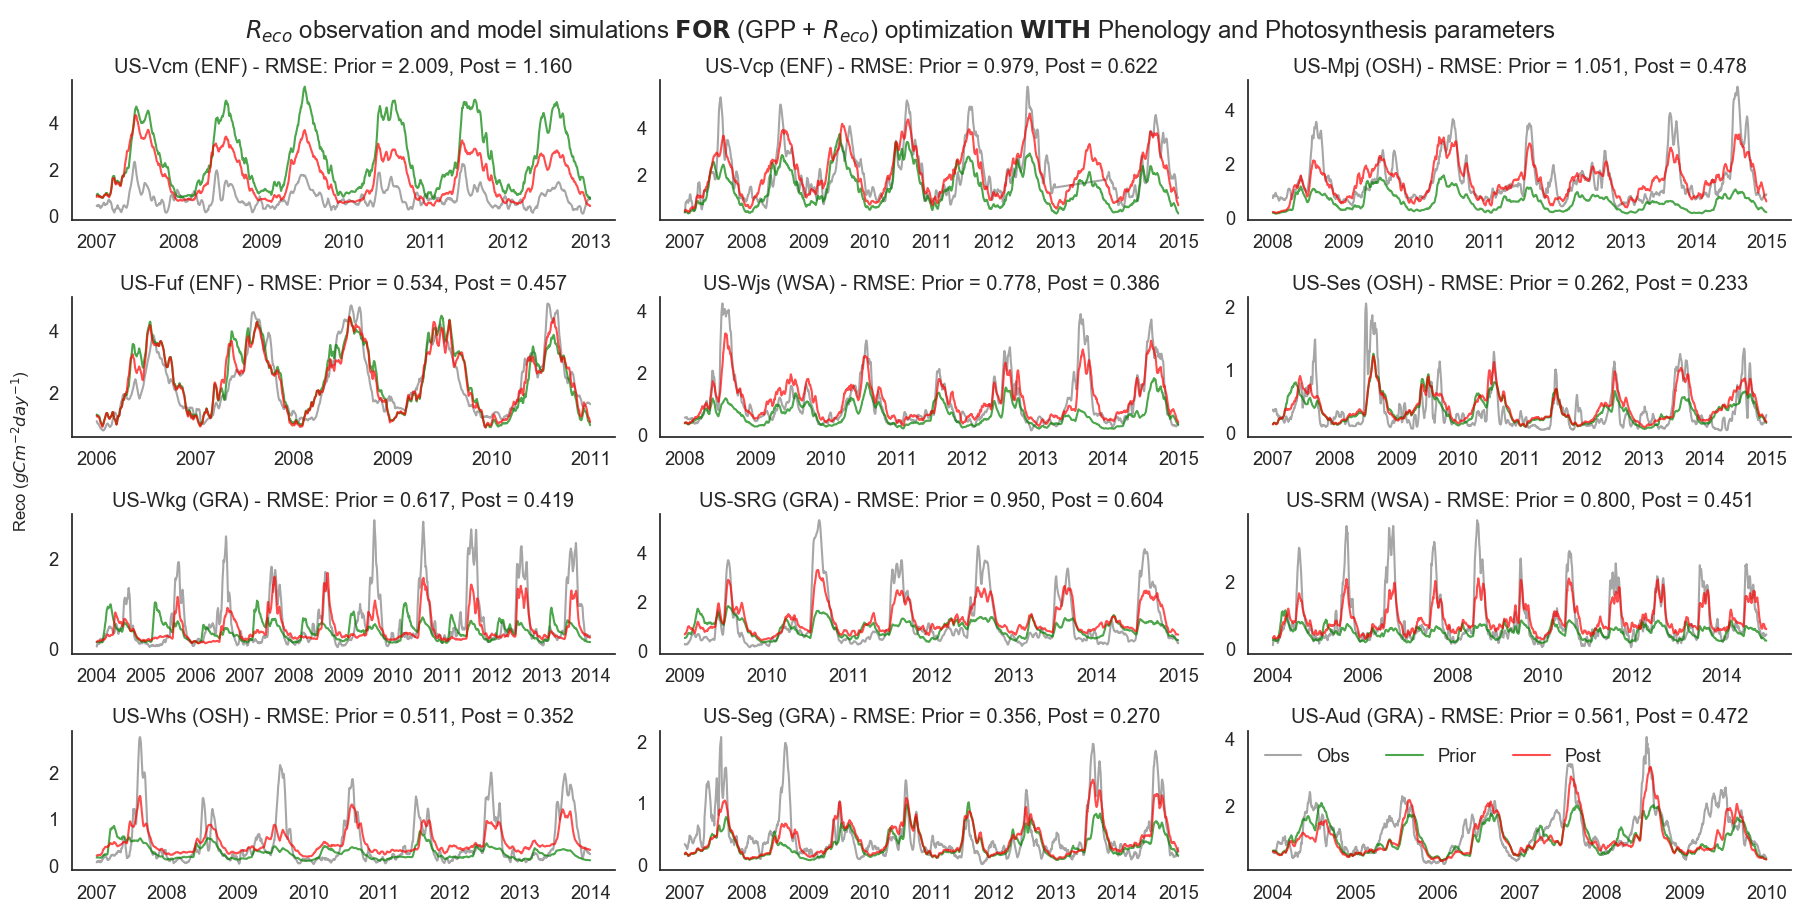 R_eco observation and model simulations FOR (GPP + R_eco) optimization WITH Phenology and Photosynthesis parameters
US-Vcm (ENF) - RMSE: Prior = 2.009, Post = 1.160
4
2
0
2007 2008 2009 2010 2011 2012 2013
US-Vcp (ENF) - RMSE: Prior = 0.979, Post = 0.622
4
2
2007 2008 2009 2010 2011 2012 2013 2014 2015
US-Mpj (OSH) - RMSE: Prior = 1.051, Post = 0.478
4
2
0
2008 2009 2010 2011 2012 2013 2014 2015
US-Fuf (ENF) - RMSE: Prior = 0.534, Post = 0.457
4
2
2006 2007 2008 2009 2010 2011
US-Wjs (WSA) - RMSE: Prior = 0.778, Post = 0.386
4
2
0
2008 2009 2010 2011 2012 2013 2014 2015
US-Ses (OSH) - RMSE: Prior = 0.262, Post = 0.233
2
1
0
2007 2008 2009 2010 2011 2012 2013 2014 2015
Reco (gCm⁻²day⁻¹)
US-Wkg (GRA) - RMSE: Prior = 0.617, Post = 0.419
2
0
2004 2005 2006 2007 2008 2009 2010 2011 2012 2013 2014
US-SRG (GRA) - RMSE: Prior = 0.950, Post = 0.604
4
2
0
2009 2010 2011 2012 2013 2014 2015
US-SRM (WSA) - RMSE: Prior = 0.800, Post = 0.451
2
0
2004 2006 2008 2010 2012 2014
US-Whs (OSH) - RMSE: Prior = 0.511, Post = 0.352
2
1
0
2007 2008 2009 2010 2011 2012 2013 2014
US-Seg (GRA) - RMSE: Prior = 0.356, Post = 0.270
2
1
0
2007 2008 2009 2010 2011 2012 2013 2014 2015
US-Aud (GRA) - RMSE: Prior = 0.561, Post = 0.472
4
2
Obs Prior Post
2004 2005 2006 2007 2008 2009 2010